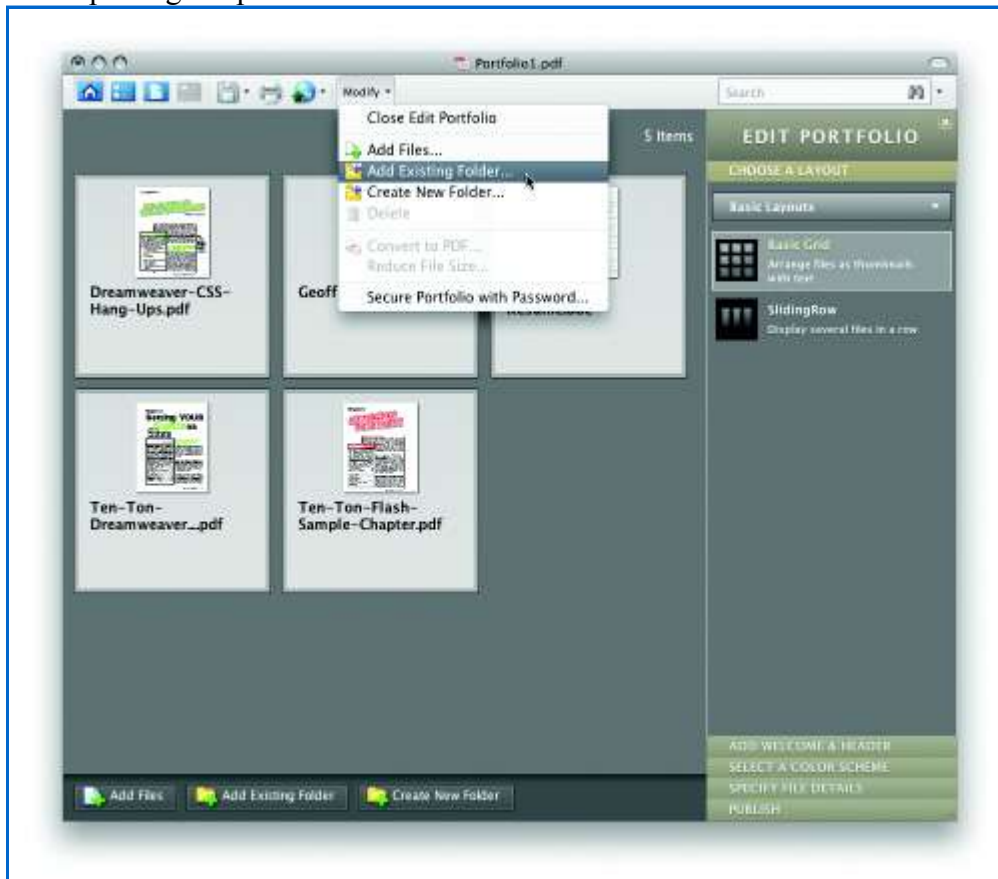 Portfolio1.pdf
Modify
Search
Close Edit Portfolio
Add Files...
Add Existing Folder...
Create New Folder...
Delete
Convert to PDF...
Reduce File Size...
Secure Portfolio with Password...
5 Items
EDIT PORTFOLIO
CHOOSE A LAYOUT
Basic Layouts
Basic Grid
Arrange files as thumbnails
with text
SlidingRow
Display several files in a row
Dreamweaver-CSS-
Hang-Ups.pdf
Geoff
Ten-Ton-
Dreamweaver...pdf
Ten-Ton-Flash-
Sample-Chapter.pdf
ADD WELCOME & HEADER
SELECT A COLOR SCHEME
SPECIFY FILE DETAILS
PUBLISH
Add Files
Add Existing Folder
Create New Folder